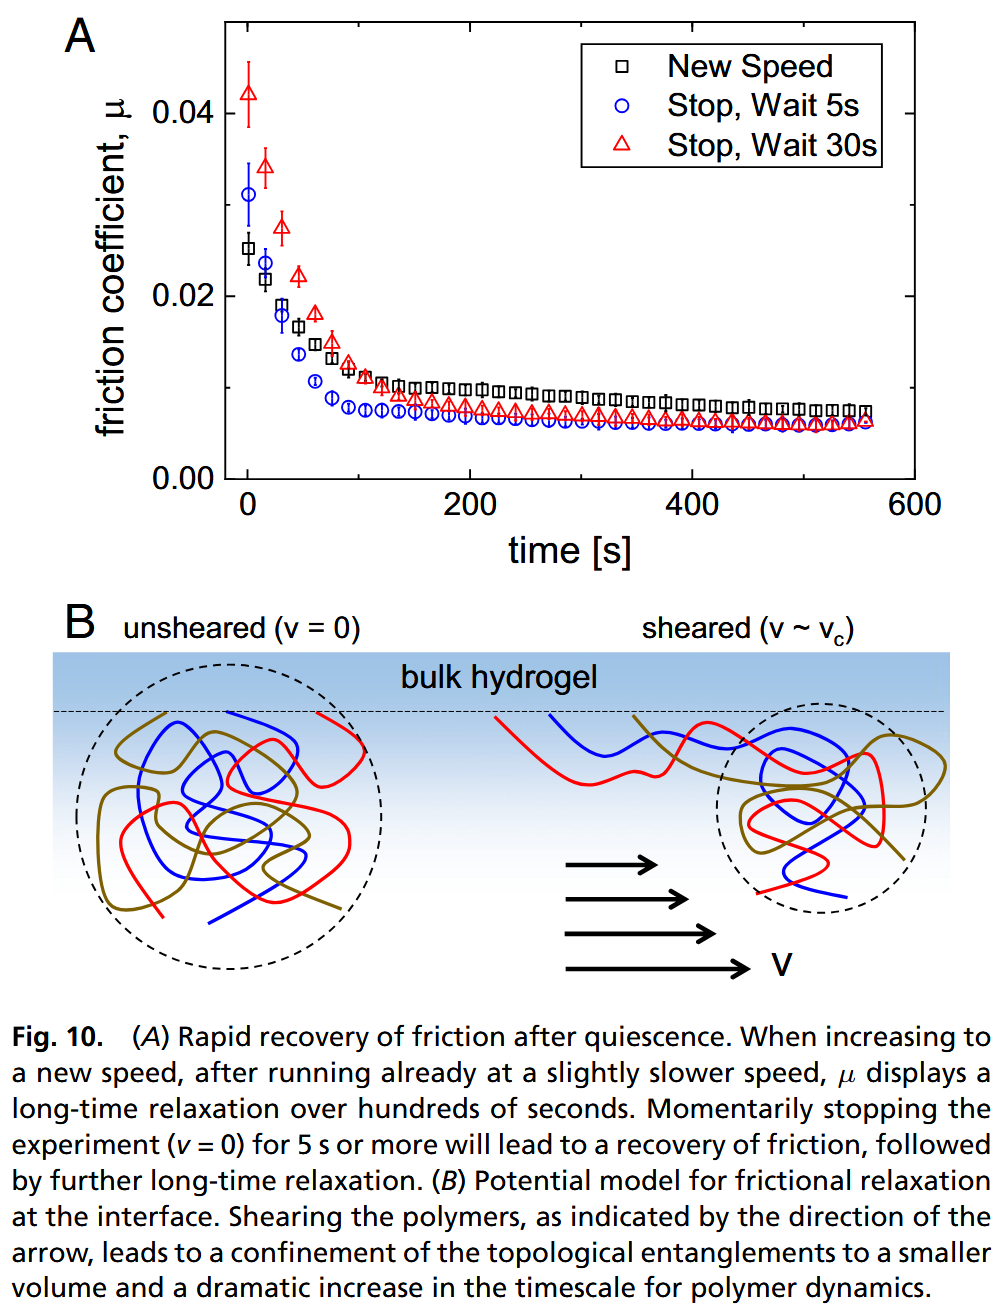 A
friction coefficient, μ
0.04
0.02
0.00
New Speed
Stop, Wait 5s
Stop, Wait 30s
0
200
400
600
time [s]
B
unsheared (v = 0)
sheared (v ~ vc)
bulk hydrogel
v
Fig. 10. (A) Rapid recovery of friction after quiescence. When increasing to
a new speed, after running already at a slightly slower speed, μ displays a
long-time relaxation over hundreds of seconds. Momentarily stopping the
experiment (v = 0) for 5 s or more will lead to a recovery of friction, followed
by further long-time relaxation. (B) Potential model for frictional relaxation
at the interface. Shearing the polymers, as indicated by the direction of the
arrow, leads to a confinement of the topological entanglements to a smaller
volume and a dramatic increase in the timescale for polymer dynamics.